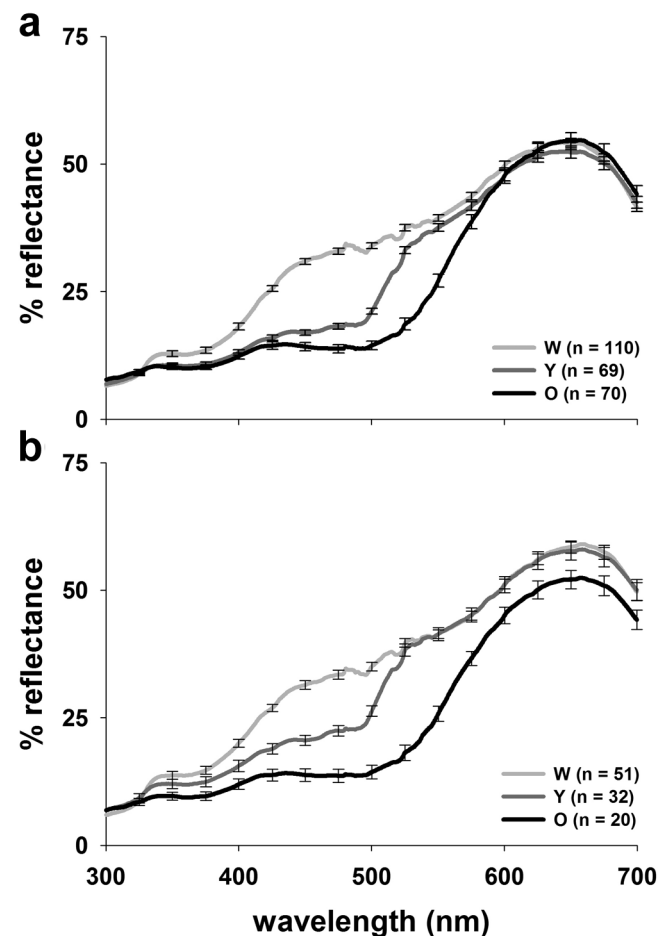 a
75
50
25
0
% reflectance
W (n = 110)
Y (n = 69)
O (n = 70)
b
75
50
25
0
% reflectance
W (n = 51)
Y (n = 32)
O (n = 20)
300 400 500 600 700
wavelength (nm)